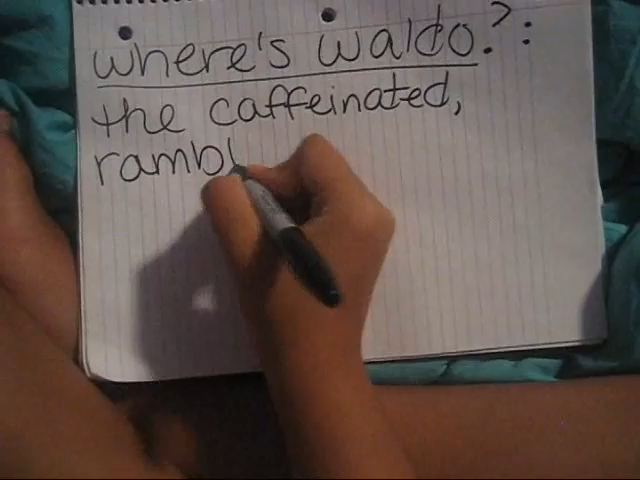 where's waldo?:
the caffeinated,
rambl